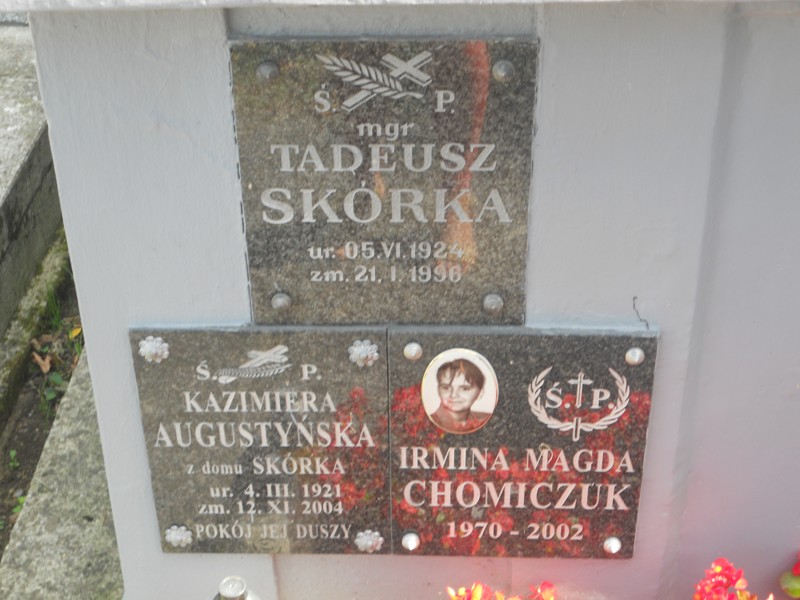 Ś. P.
mgr
TADEUSZ
SKÓRKA
ur. 05.VI.1924
zm. 21.I.1996
Ś. P.
KAZIMIERA
AUGUSTYŃSKA
z domu SKÓRKA
ur. 4.III.1921
zm. 12.XI.2004
POKÓJ JEJ DUSZY
Ś. P.
IRMINA MAGDA
CHOMICZUK
1970 - 2002